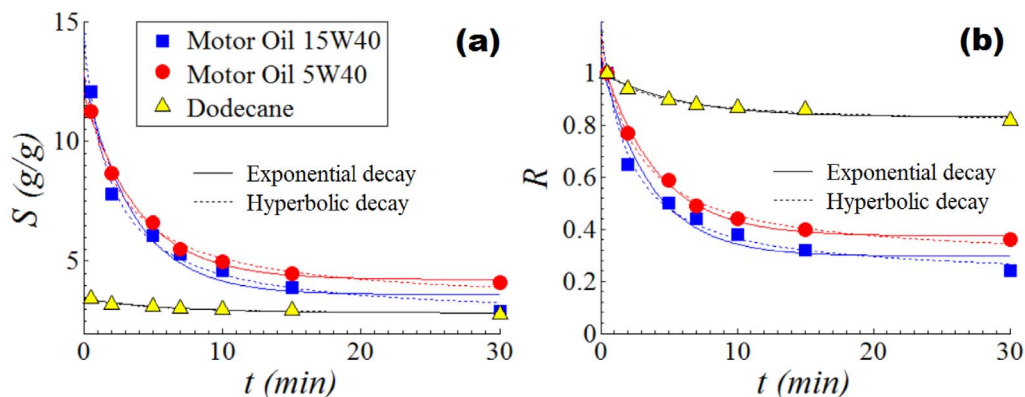 (a)
Motor Oil 15W40
Motor Oil 5W40
Dodecane
Exponential decay
Hyperbolic decay
S (g/g)
15
10
5
0
10
20
30
t (min)
(b)
Exponential decay
Hyperbolic decay
R
1
0.8
0.6
0.4
0.2
0
0
10
20
30
t (min)